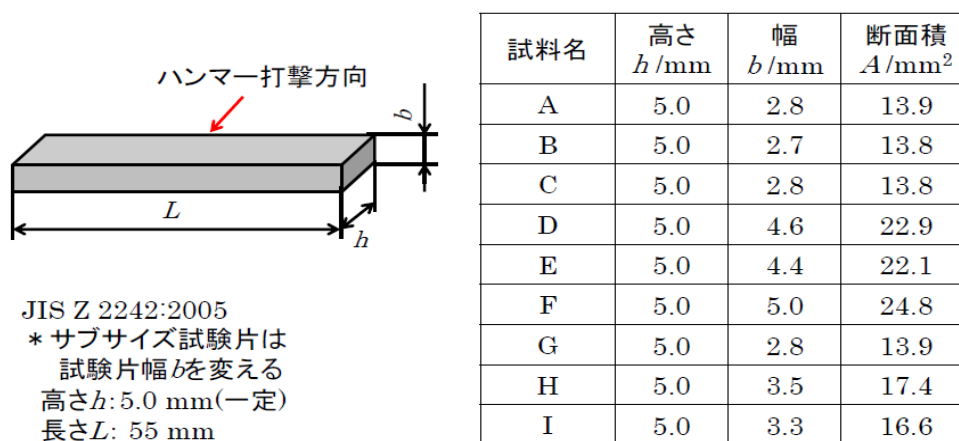 ハンマー打撃方向
b
L
h
JIS Z 2242:2005
*サブサイズ試験片は
試験片幅bを変える
高さh:5.0 mm(一定)
長さL: 55 mm
試料名 高さ h/mm 幅 b/mm 断面積 A/mm²
A 5.0 2.8 13.9
B 5.0 2.7 13.8
C 5.0 2.8 13.8
D 5.0 4.6 22.9
E 5.0 4.4 22.1
F 5.0 5.0 24.8
G 5.0 2.8 13.9
H 5.0 3.5 17.4
I 5.0 3.3 16.6